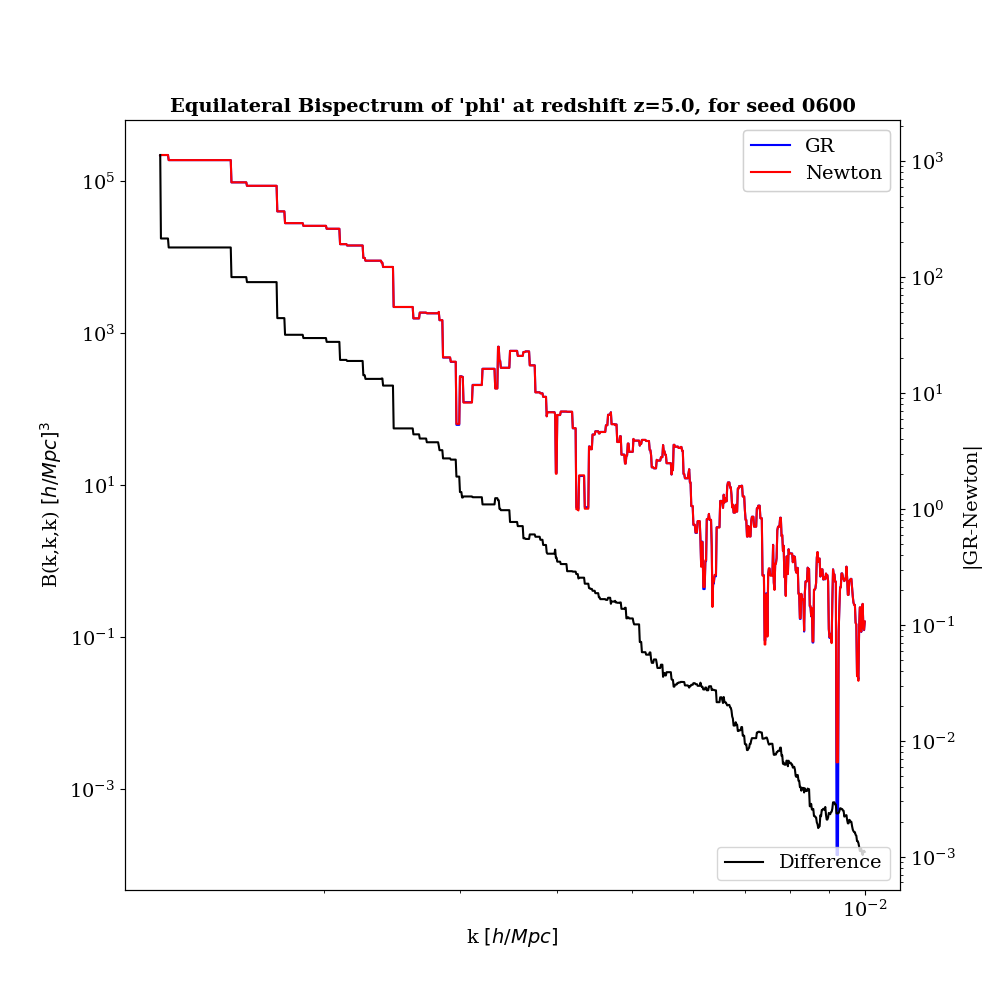 Equilateral Bispectrum of 'phi' at redshift z=5.0, for seed 0600
GR
Newton
10^5
10^3
10^1
10^-1
10^-3
B(k,k,k) [h/Mpc]^3
10^3
10^2
10^1
10^0
10^-1
10^-2
10^-3
|GR-Newton|
Difference
10^-2
k [h/Mpc]